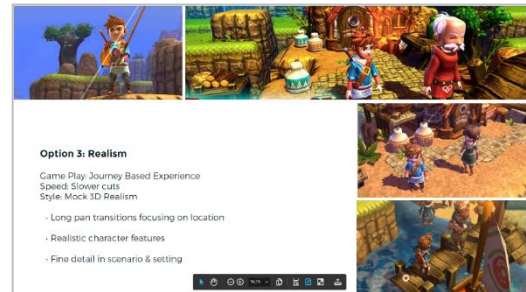 Option 3: Realism
Game Play: Journey Based Experience
Speed: Slower cuts
Style: Mock 3D Realism
- Long pan transitions focusing on location
- Realistic character features
- Fine detail in scenario & setting